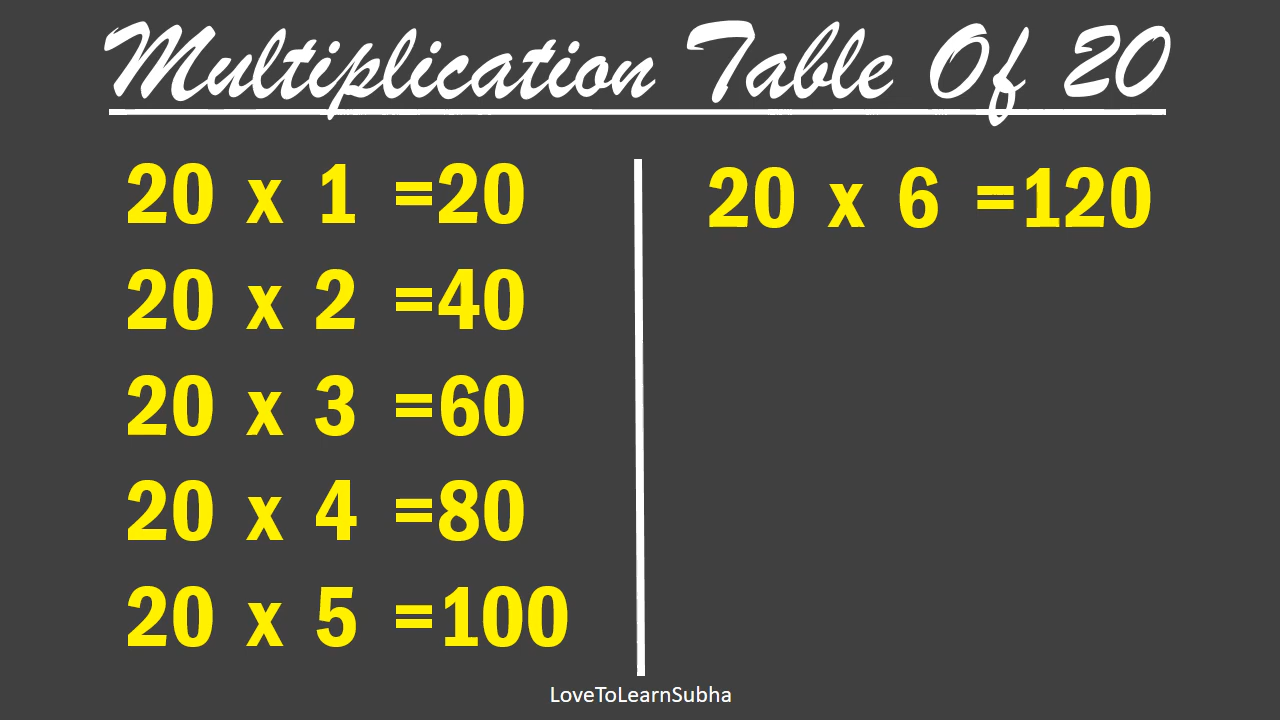 Multiplication Table Of 20
20 x 1 =20
20 x 2 =40
20 x 3 =60
20 x 4 =80
20 x 5 =100
20 x 6 =120
LoveToLearnSubha